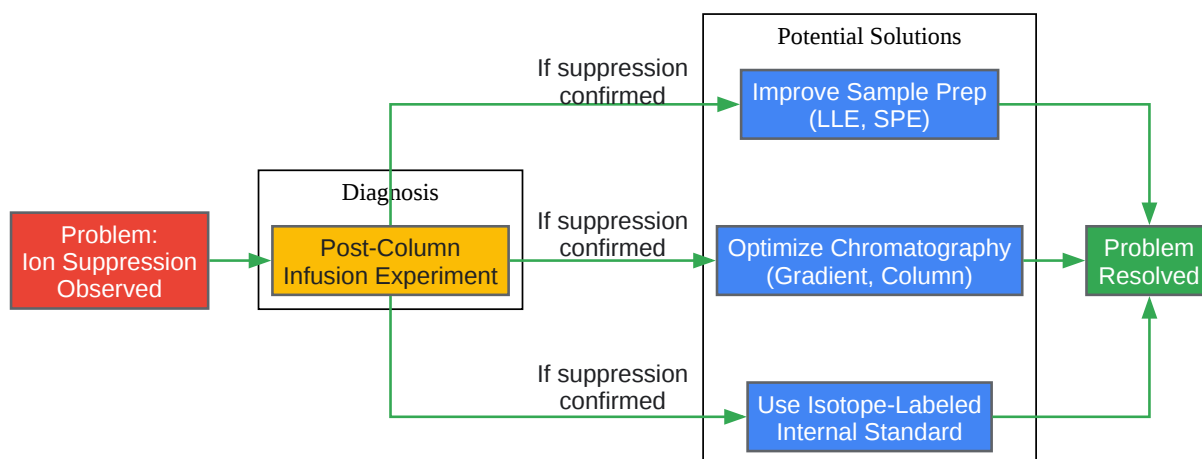 Problem:
Ion Suppression
Observed
Diagnosis
Post-Column
Infusion Experiment
If suppression
confirmed
If suppression
confirmed
If suppression
confirmed
Potential Solutions
Improve Sample Prep
(LLE, SPE)
Optimize Chromatography
(Gradient, Column)
Use Isotope-Labeled
Internal Standard
Problem
Resolved